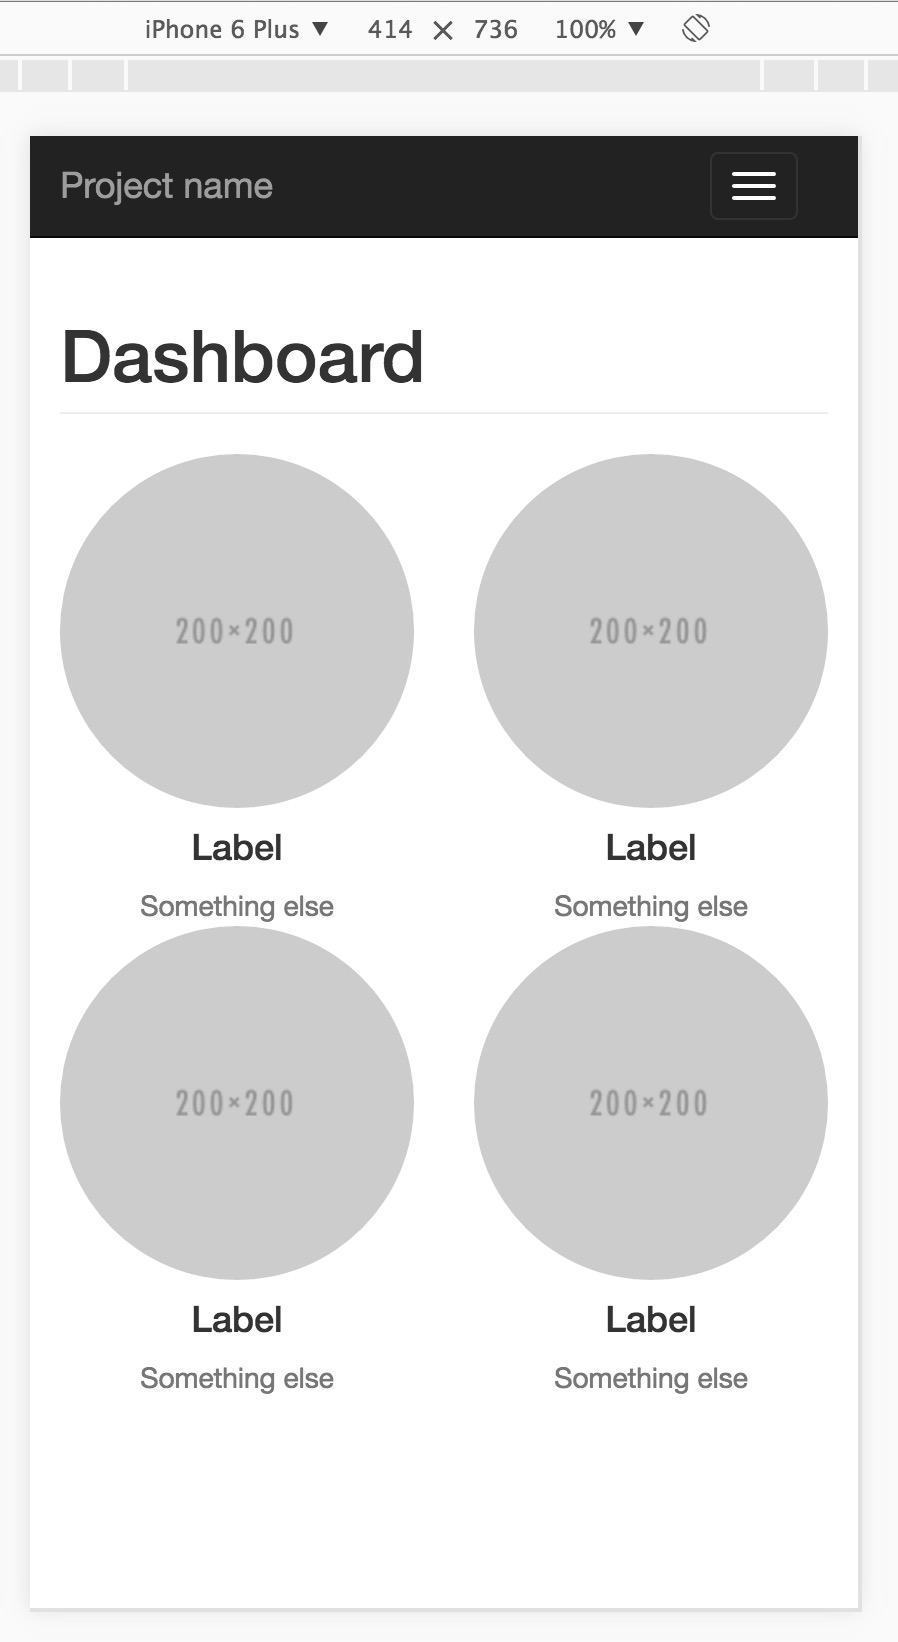 iPhone 6 Plus ▼ 414 × 736 100% ▼
Project name
Dashboard
200×200 200×200
Label Label
Something else Something else
200×200 200×200
Label Label
Something else Something else